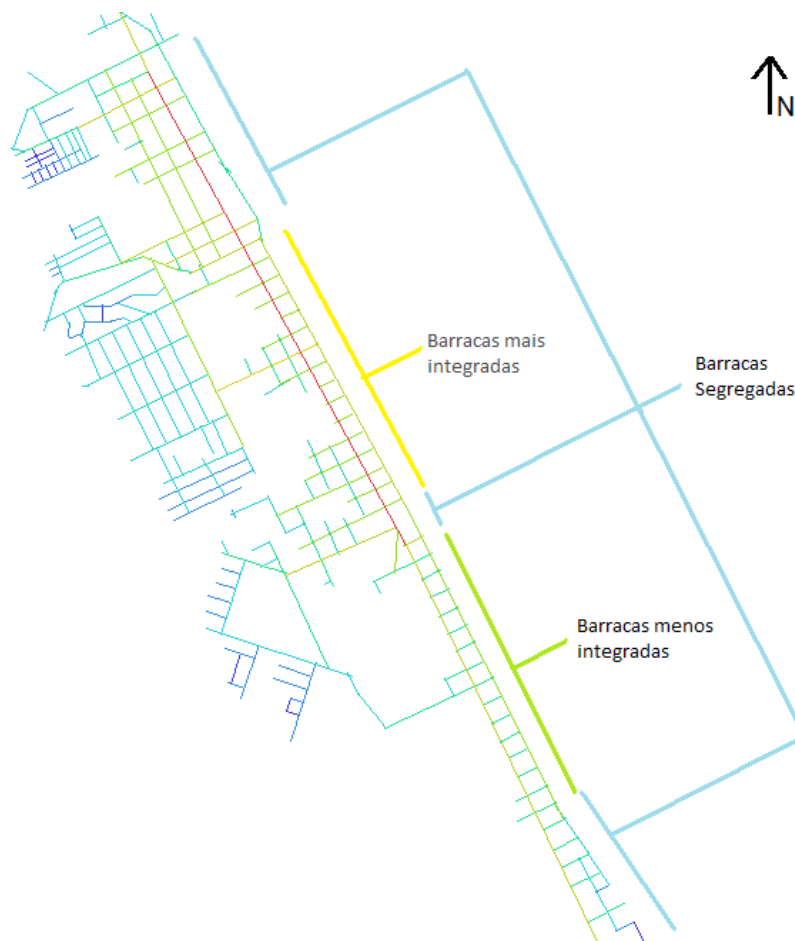 N
Barracas mais
integradas
Barracas
Segregadas
Barracas menos
integradas